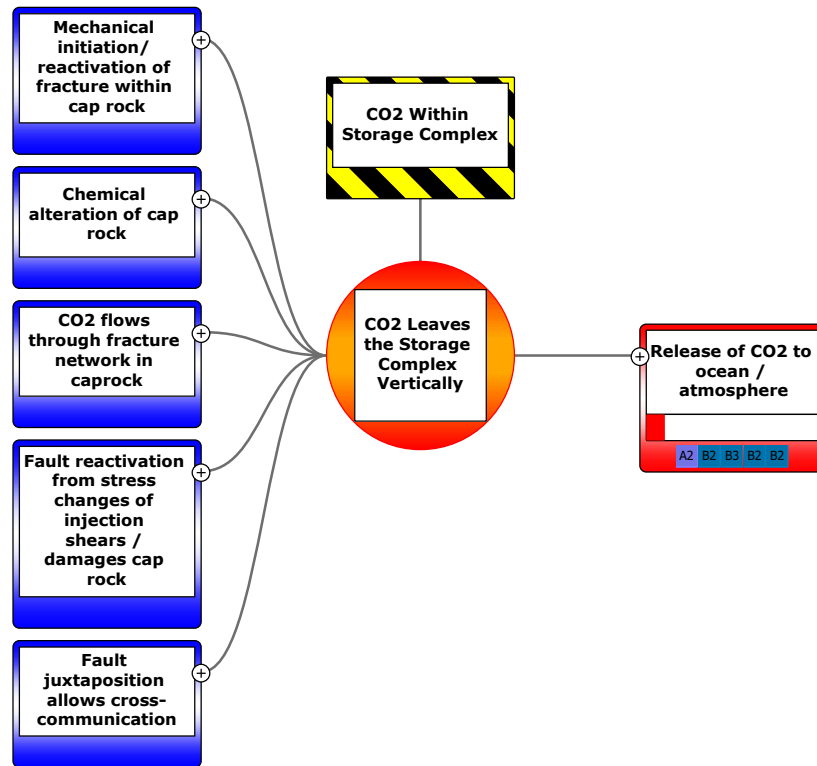 Mechanical
initiation/
reactivation of
fracture within
cap rock
Chemical
alteration of cap
rock
CO2 flows
through fracture
network in
caprock
Fault reactivation
from stress
changes of
injection
shears /
damages cap
rock
Fault
juxtaposition
allows cross-
communication
CO2 Within
Storage Complex
CO2 Leaves
the Storage
Complex
Vertically
Release of CO2 to
ocean /
atmosphere
A2 B2 B3 B2 B2